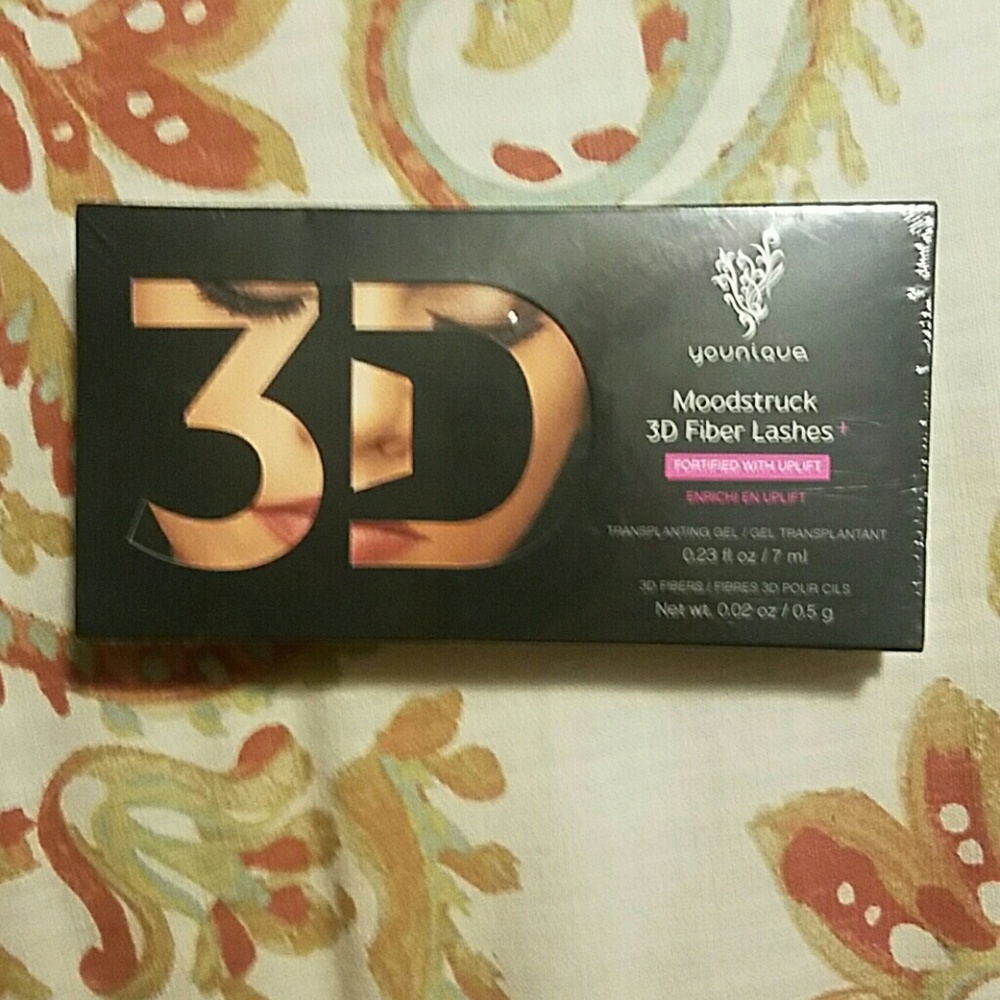 3D
younique
Moodstruck
3D Fiber Lashes+
FORTIFIED WITH UPLIFT
ENRICHI EN UPLIFT
TRANSPLANTING GEL / GEL TRANSPLANTANT
0.23 fl oz / 7 ml
3D FIBERS / FIBRES 3D POUR CILS
Net wt. 0.02 oz / 0.5 g